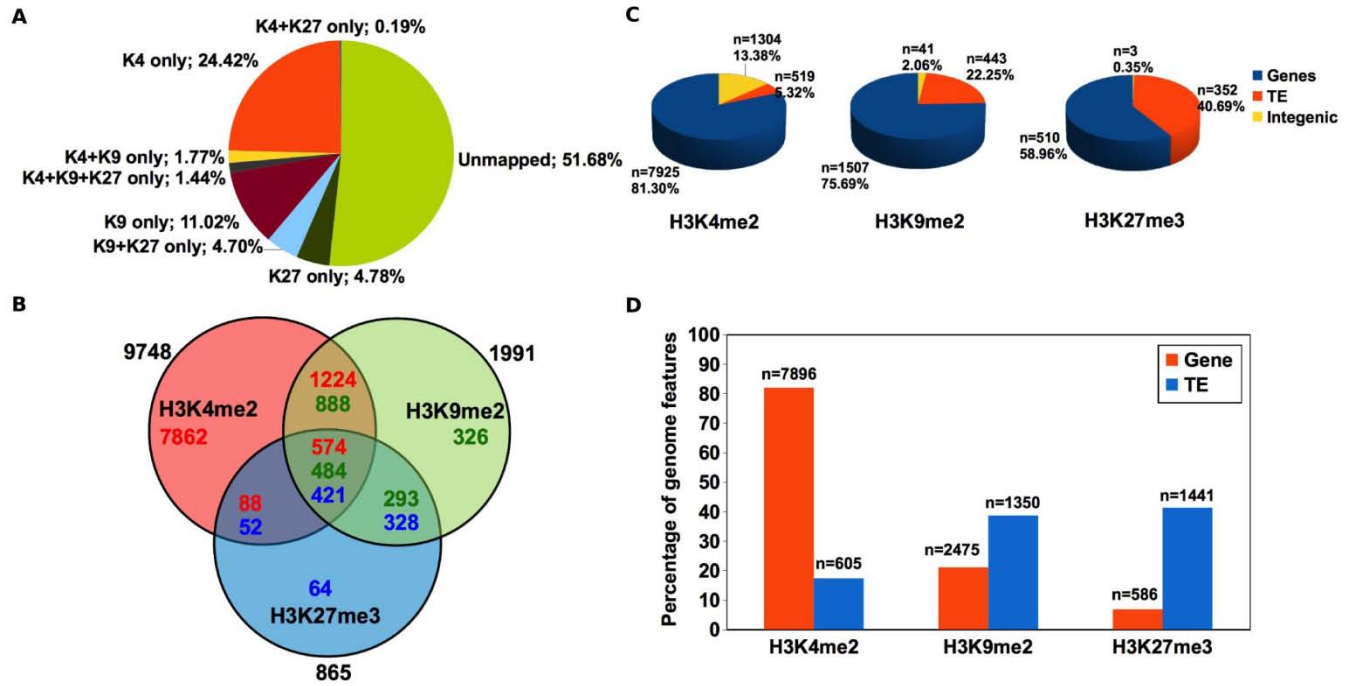 A
K4+K27 only; 0.19%
K4 only; 24.42%
K4+K9 only; 1.77%
K4+K9+K27 only; 1.44%
K9 only; 11.02%
K9+K27 only; 4.70%
K27 only; 4.78%
Unmapped; 51.68%
B
9748
1991
H3K4me2
7862
1224
888
H3K9me2
326
574
484
421
88
52
293
328
64
H3K27me3
865
C
n=1304
13.38%
n=519
5.32%
n=7925
81.30%
H3K4me2
n=41
2.06%
n=443
22.25%
n=1507
75.69%
H3K9me2
n=3
0.35%
n=352
40.69%
n=510
58.96%
H3K27me3
Genes
TE
Integenic
D
Percentage of genome features
100
90
80
70
60
50
40
30
20
10
0
n=7896
n=605
n=2475
n=1350
n=586
n=1441
Gene
TE
H3K4me2
H3K9me2
H3K27me3